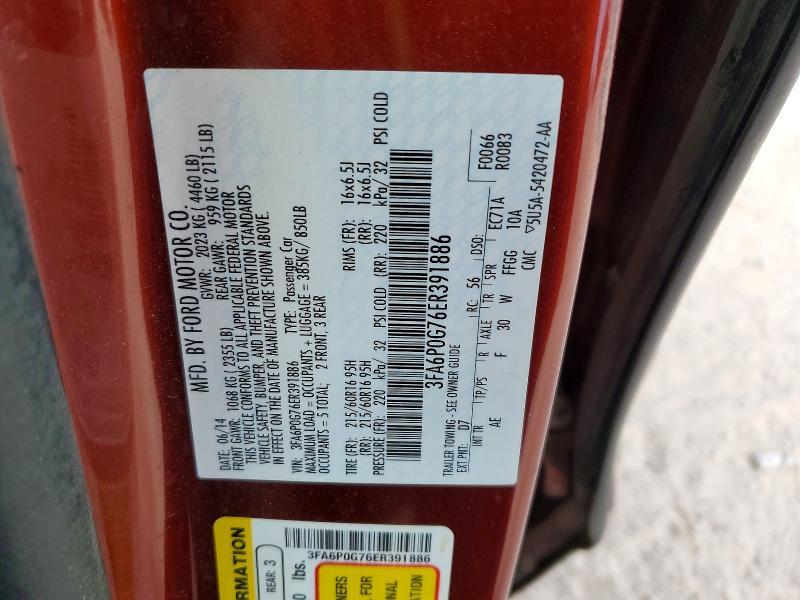 MFD. BY FORD MOTOR CO.
DATE: 06/14 GVWR: 2023 KG ( 4460 LB)
FRONT GAWR: 1068 KG ( 2355 LB) REAR GAWR: 959 KG ( 2115 LB)
THIS VEHICLE CONFORMS TO ALL APPLICABLE FEDERAL MOTOR
VEHICLE SAFETY, BUMPER, AND THEFT PREVENTION STANDARDS
IN EFFECT ON THE DATE OF MANUFACTURE SHOWN ABOVE.
VIN: 3FA6P0G76ER391886 TYPE: Passenger Car
MAXIMUM LOAD = OCCUPANTS + LUGGAGE = 385KG/ 850LB
OCCUPANTS = 5 TOTAL: 2 FRONT, 3 REAR
TIRE (FR): 215/60R16 95H RIMS (FR): 16x6.5J
(RR): 215/60R16 95H (RR): 16x6.5J
PRESSURE (FR): 220 kPa/ 32 PSI COLD (RR): 220 kPa/ 32 PSI COLD
3FA6P0G76ER391886
TRAILER TOWING - SEE OWNER GUIDE
F0066
R0083
EXT PNT: D7 RC: 56 DSO: EC71A
INT TR TP/PS R AXLE TR SPR
AE F 30 W FFGG 10A
CMC ▽5U5A-5420472-AA
3FA6P0G76ER391886
REAR: 3
lbs.